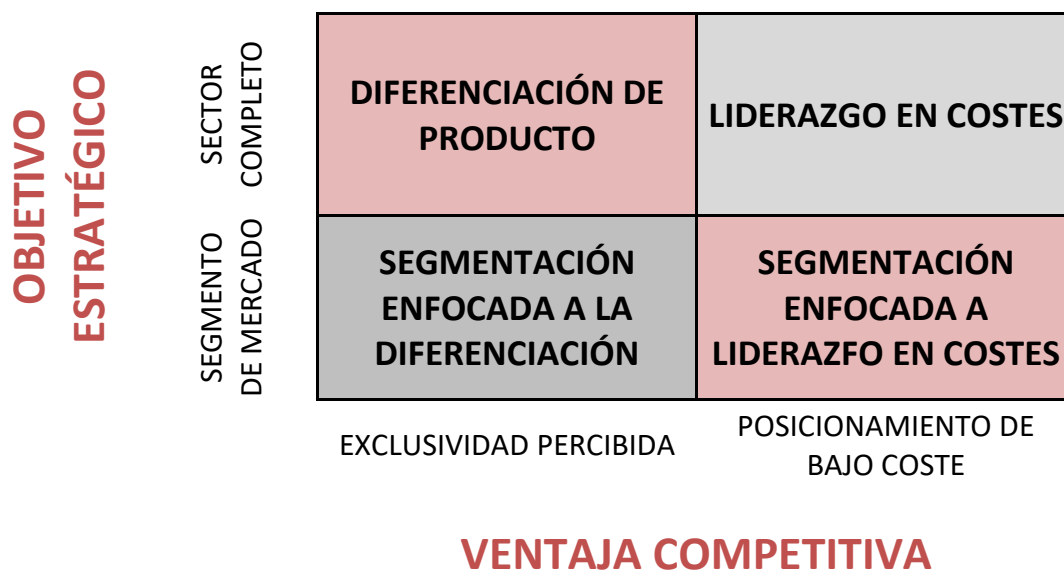 OBJETIVO
ESTRATÉGICO
SECTOR
COMPLETO
DIFERENCIACIÓN DE
PRODUCTO
LIDERAZGO EN COSTES
SEGMENTO
DE MERCADO
SEGMENTACIÓN
ENFOCADA A LA
DIFERENCIACIÓN
SEGMENTACIÓN
ENFOCADA A
LIDERAZFO EN COSTES
EXCLUSIVIDAD PERCIBIDA
POSICIONAMIENTO DE
BAJO COSTE
VENTAJA COMPETITIVA